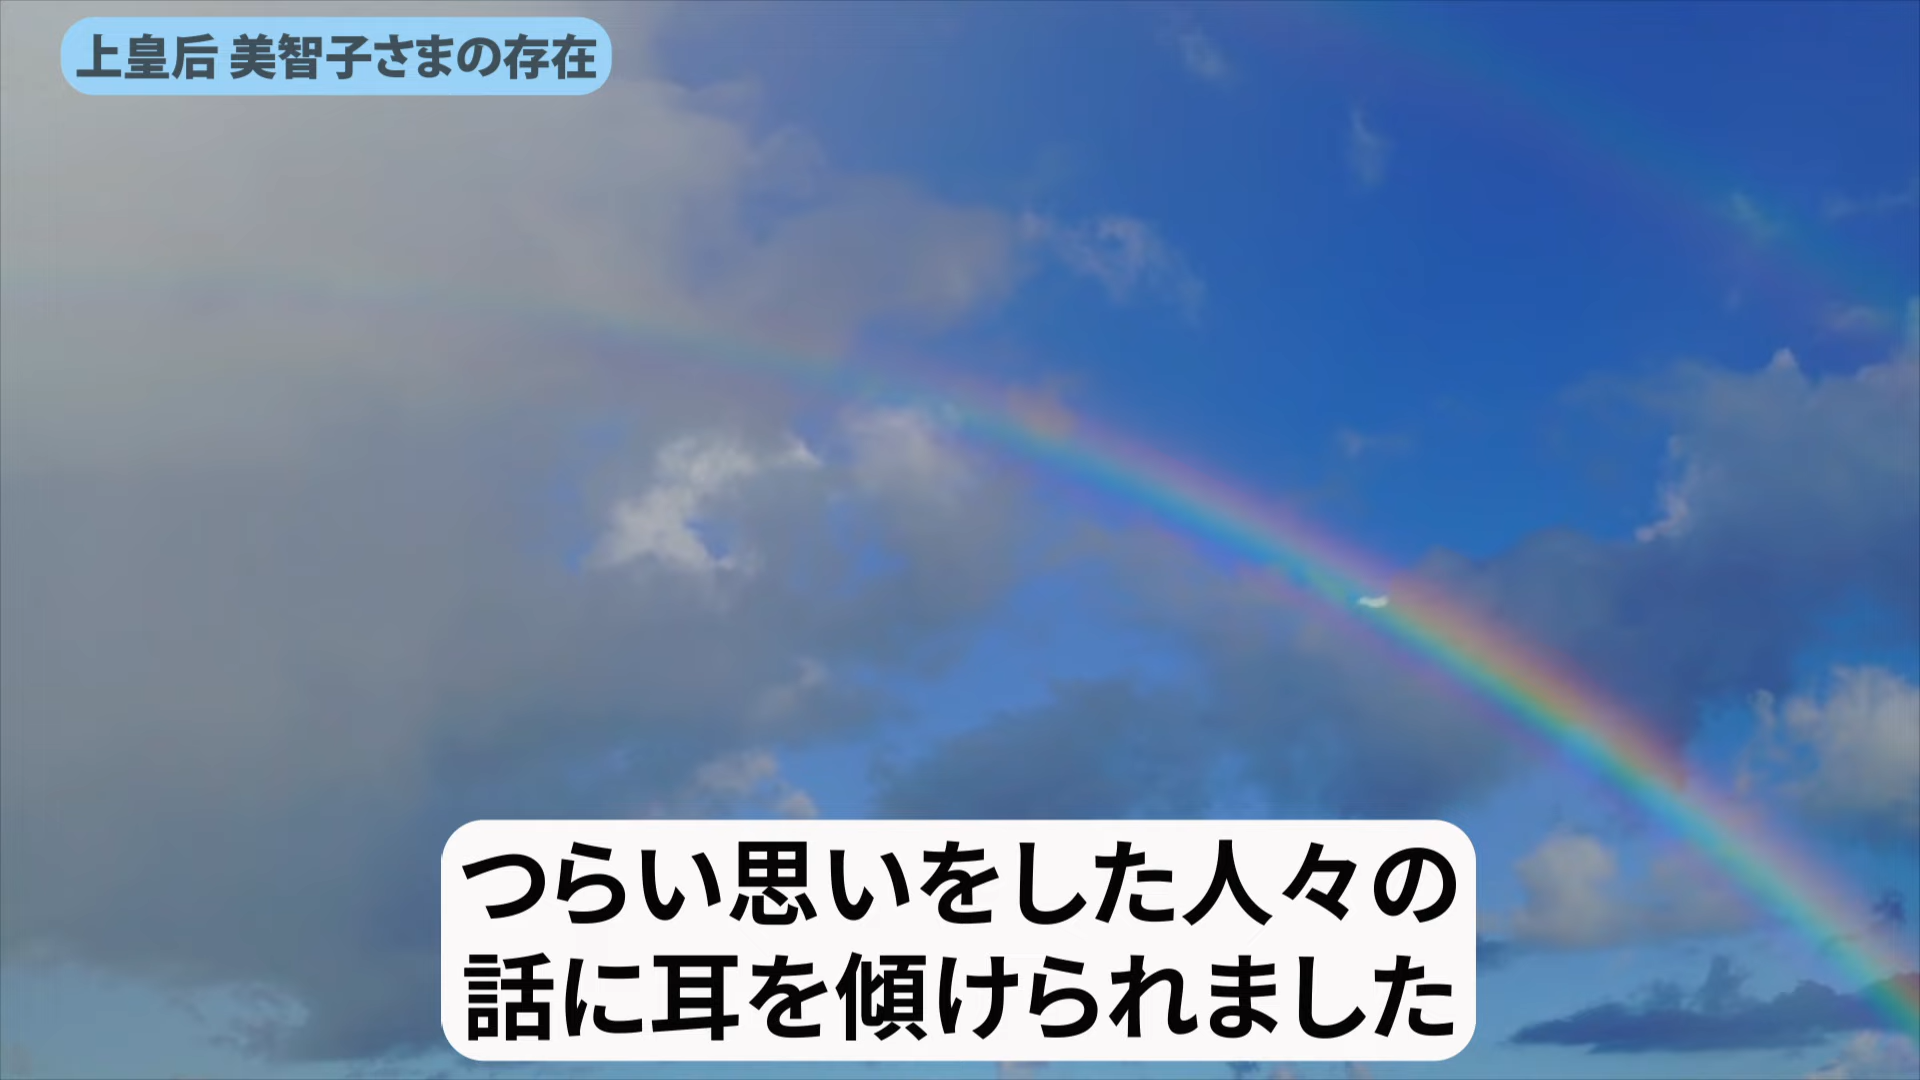 上皇后 美智子さまの存在
つらい思いをした人々の
話に耳を傾けられました